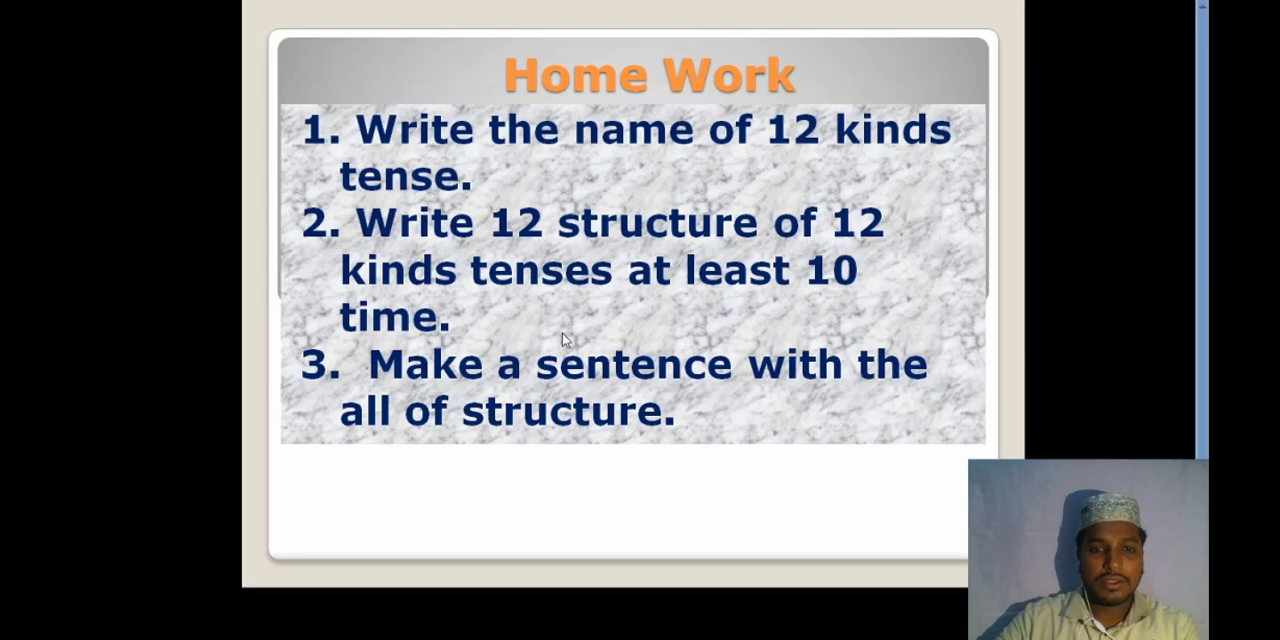 Home Work
1. Write the name of 12 kinds
tense.
2. Write 12 structure of 12
kinds tenses at least 10
time.
3. Make a sentence with the
all of structure.